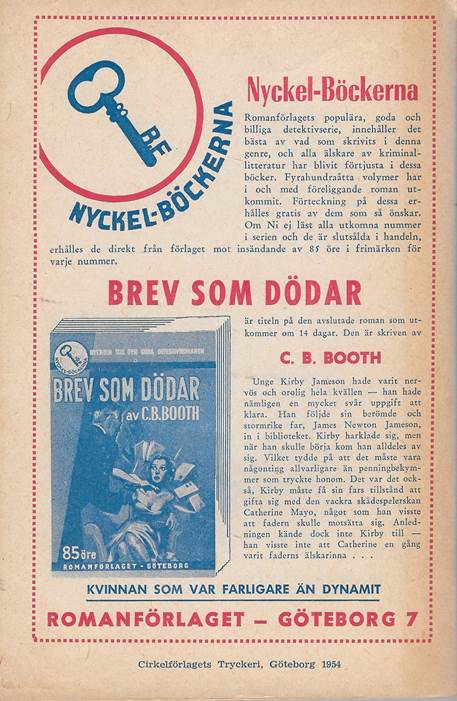 RE
NYCKEL-BÖCKERNA
Nyckel-Böckerna
Romanförlagets populära, goda och
billiga detektivserie, innehåller det
bästa av vad som skrivits i denna
genre, och alla älskare av kriminal-
litteratur har blivit förtjusta i dessa
böcker. Fyrahundraåtta volymer har
i och med föreliggande roman ut-
kommit. Förteckning på dessa er-
hålles gratis av dem som så önskar.
Om Ni ej läst alla utkomna nummer
i serien och de är slutsålda i handeln,
erhålles de direkt från förlaget mot insändande av 85 öre i frimärken för
varje nummer.
BREV SOM DÖDAR
är titeln på den avslutade roman som ut-
kommer om 14 dagar. Den är skriven av
C. B. BOOTH
Unge Kirby Jameson hade varit ner-
vös och orolig hela kvällen — han hade
nämligen en mycket svår uppgift att
klara. Han följde sin berömde och
stormrike far, James Newton Jameson,
in i biblioteket. Kirby harklade sig, men
när han skulle börja kom han alldeles av
sig. Vilket tydde på att det måste vara
någonting allvarligare än penningbekym-
mer som tryckte honom. Det var det ock-
så, Kirby måste få sin fars tillstånd att
gifta sig med den vackra skådespelerskan
Catherine Mayo, något som han visste
att fadern skulle motsätta sig. Anled-
ningen kände dock inte Kirby till —
han visste inte att Catherine en gång
varit faderns älskarinna . . .
NYCKELN TILL DEN GODA DETEKTIVROMANEN
BREV SOM DÖDAR
av C.B. BOOTH
85 öre
ROMANFÖRLAGET - GÖTEBORG
KVINNAN SOM VAR FARLIGARE ÄN DYNAMIT
ROMANFÖRLAGET — GÖTEBORG 7
Cirkelförlagets Tryckeri, Göteborg 1954